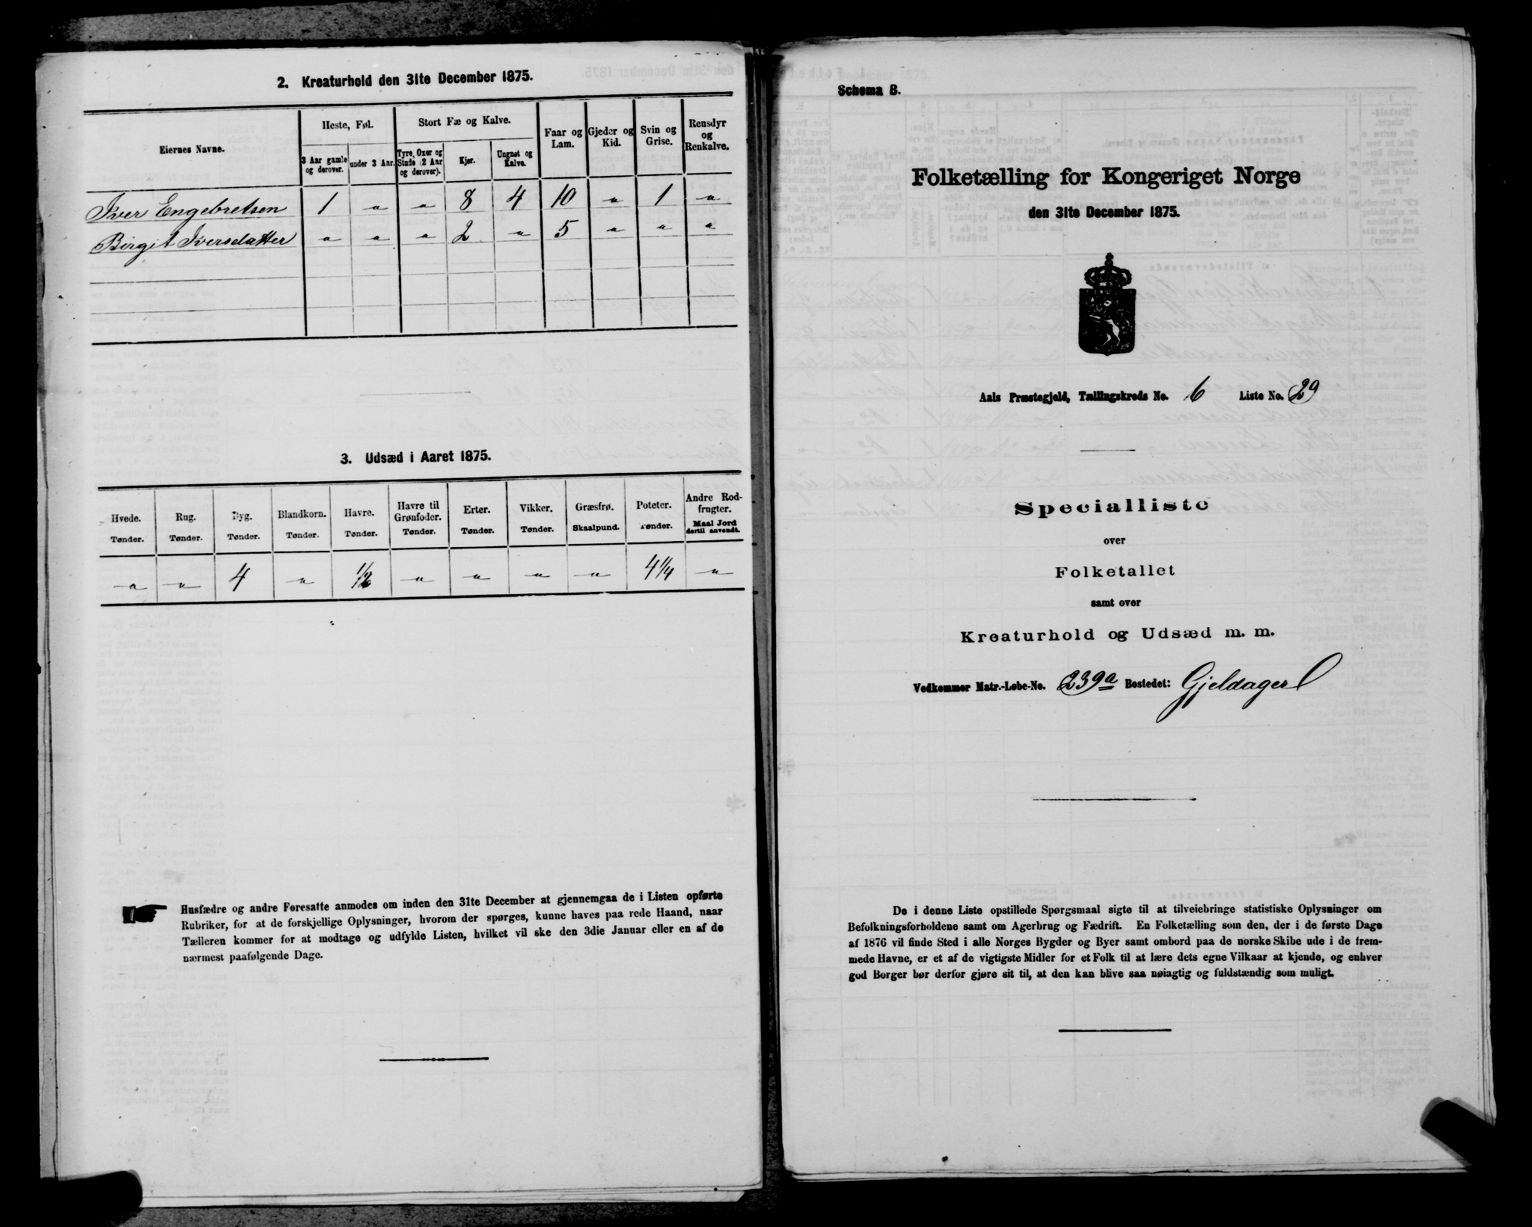 2. Kreaturhold den 31te December 1875.
Eiernes Navne. | Heste, Føl. | Stort Fæ og Kalve. | Faar og Lam. | Gjeder og Kid. | Svin og Grise. | Rensdyr og Renkalve.
3 Aar gamle og derover. | under 3 Aar. | Tyre, Oxer og Stude (2 Aar og derover). | Kjør. | Ungnøt og Kalve.
Iver Engebretsen | 1 | " | " | 8 | 4 | 10 | " | 1 | "
Birgit Iversdatter | " | " | " | 2 | " | 5 | " | " | "
3. Udsæd i Aaret 1875.
Hvede. Tønder. | Rug. Tønder. | Byg. Tønder. | Blandkorn. Tønder. | Havre. Tønder. | Havre til Grønfoder. Tønder. | Erter. Tønder. | Vikker. Tønder. | Græsfrø. Skaalpund. | Poteter. Tønder. | Andre Rodfrugter. Maal Jord dertil anvendt.
" | " | 4 | " | 1/2 | " | " | " | " | 4 1/4 | "
Husfædre og andre Foresatte anmodes om inden den 31te December at gjennemgaa de i Listen opførte
Rubriker, for at de forskjellige Oplysninger, hvorom der spørges, kunne haves paa rede Haand, naar
Tælleren kommer for at modtage og udfylde Listen, hvilket vil ske den 3die Januar eller en af de
nærmest paafølgende Dage.
Schema B.
Folketælling for Kongeriget Norge
den 31te December 1875.
Aals Præstegjeld, Tællingskreds No. 6 Liste No. 29
Specialliste
over
Folketallet
samt over
Kreaturhold og Udsæd m. m.
Vedkommer Matr.-Løbe-No. 239a Bostedet: Gjeldager
De i denne Liste opstillede Spørgsmaal sigte til at tilveiebringe statistiske Oplysninger om
Befolkningsforholdene samt om Agerbrug og Fædrift. En Folketælling som den, der i de første Dage
af 1876 vil finde Sted i alle Norges Bygder og Byer samt ombord paa de norske Skibe ude i de frem-
mede Havne, er et af de vigtigste Midler for et Folk til at lære dets egne Vilkaar at kjende, og enhver
god Borger bør derfor gjøre sit til, at den kan blive saa nøiagtig og fuldstændig som muligt.